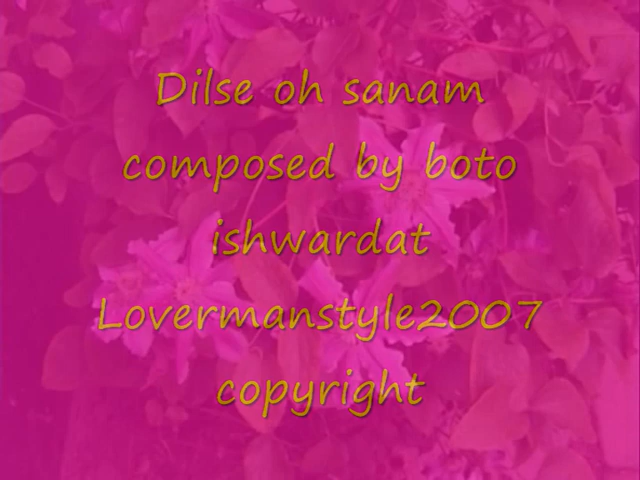 Dilse oh sanam
composed by boto
ishwardat
Lovermanstyle2007
copyright